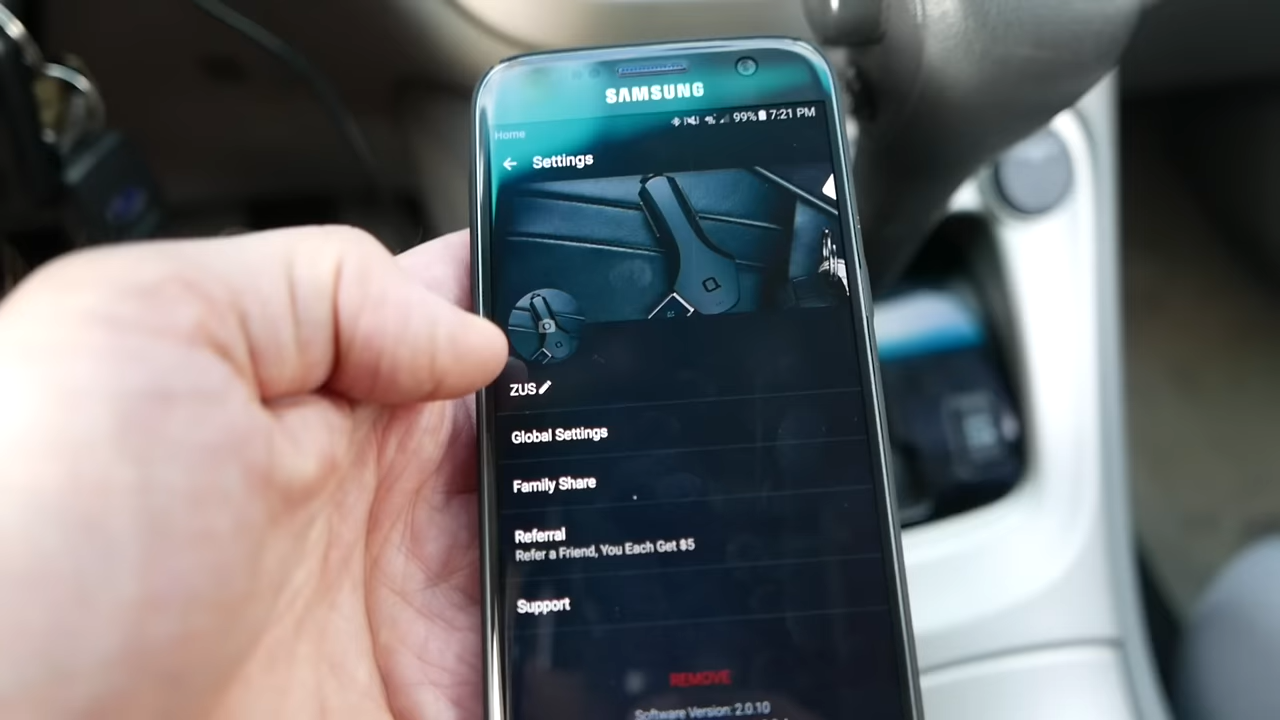 SAMSUNG
99% 7:21 PM
Home
Settings
ZUS
Global Settings
Family Share
Referral
Refer a Friend, You Each Get $5
Support
REMOVE
Software Version: 2.0.10